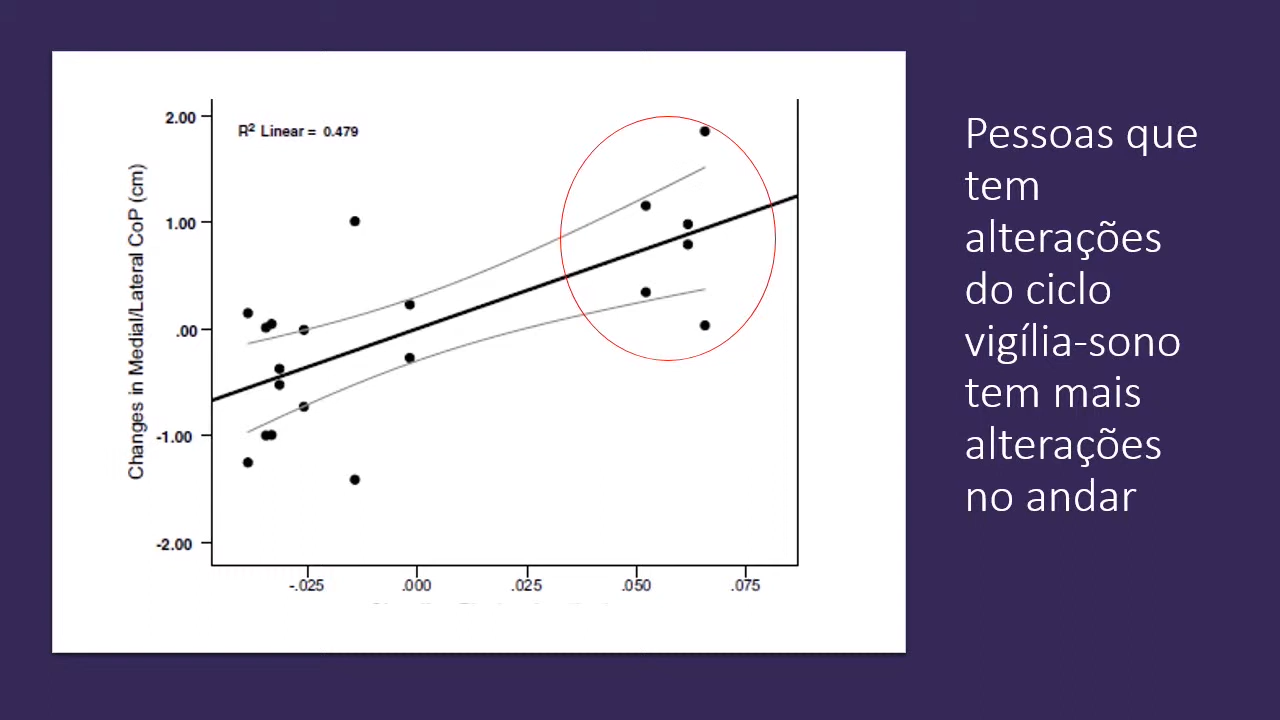 2.00
R² Linear = 0.479
1.00
.00
-1.00
-2.00
Changes in Medial/Lateral CoP (cm)
-.025 .000 .025 .050 .075
Pessoas que
tem
alterações
do ciclo
vigília-sono
tem mais
alterações
no andar